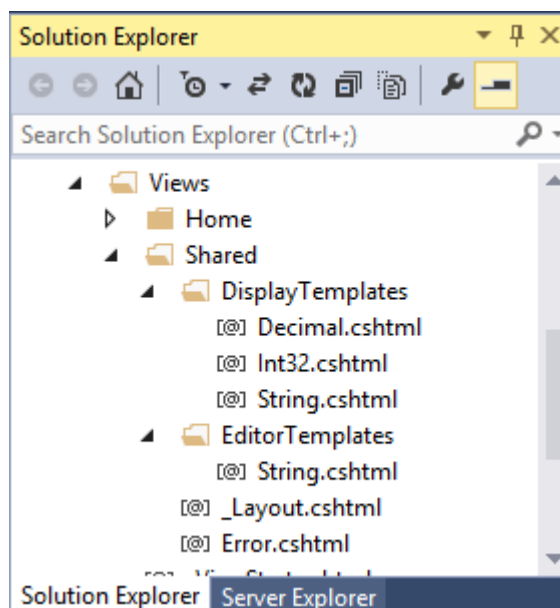 Solution Explorer
Search Solution Explorer (Ctrl+;)
Views
Home
Shared
DisplayTemplates
[@] Decimal.cshtml
[@] Int32.cshtml
[@] String.cshtml
EditorTemplates
[@] String.cshtml
[@] _Layout.cshtml
[@] Error.cshtml
Solution Explorer Server Explorer